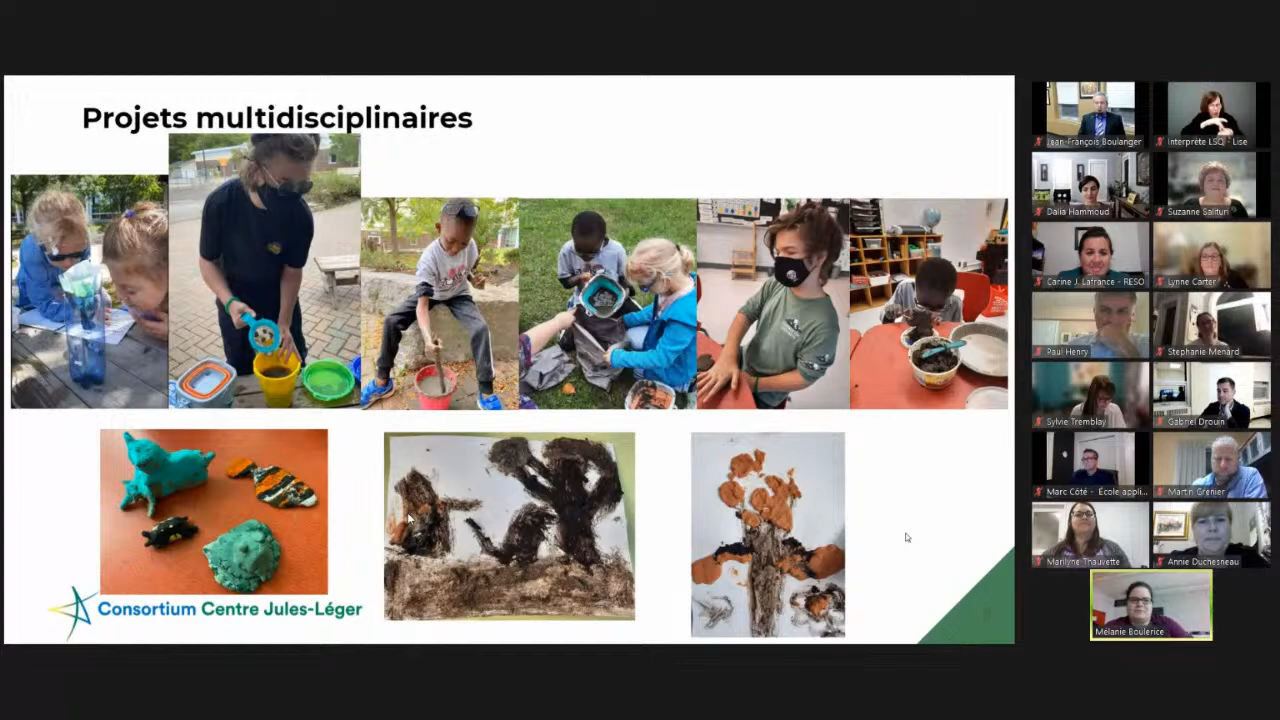 Projets multidisciplinaires
Consortium Centre Jules-Léger
Jean-François Boulanger
Interprète LSQ - Lise
Dalia Hammoud
Suzanne Salituri
Carine J. Lafrance - RESO
Lynne Carter
Paul Henry
Stephanie Menard
Sylvie Tremblay
Gabriel Drouin
Marc Côté - École appli...
Martin Grenier
Marilyne Thauvette
Annie Duchesneau
Mélanie Boulerice